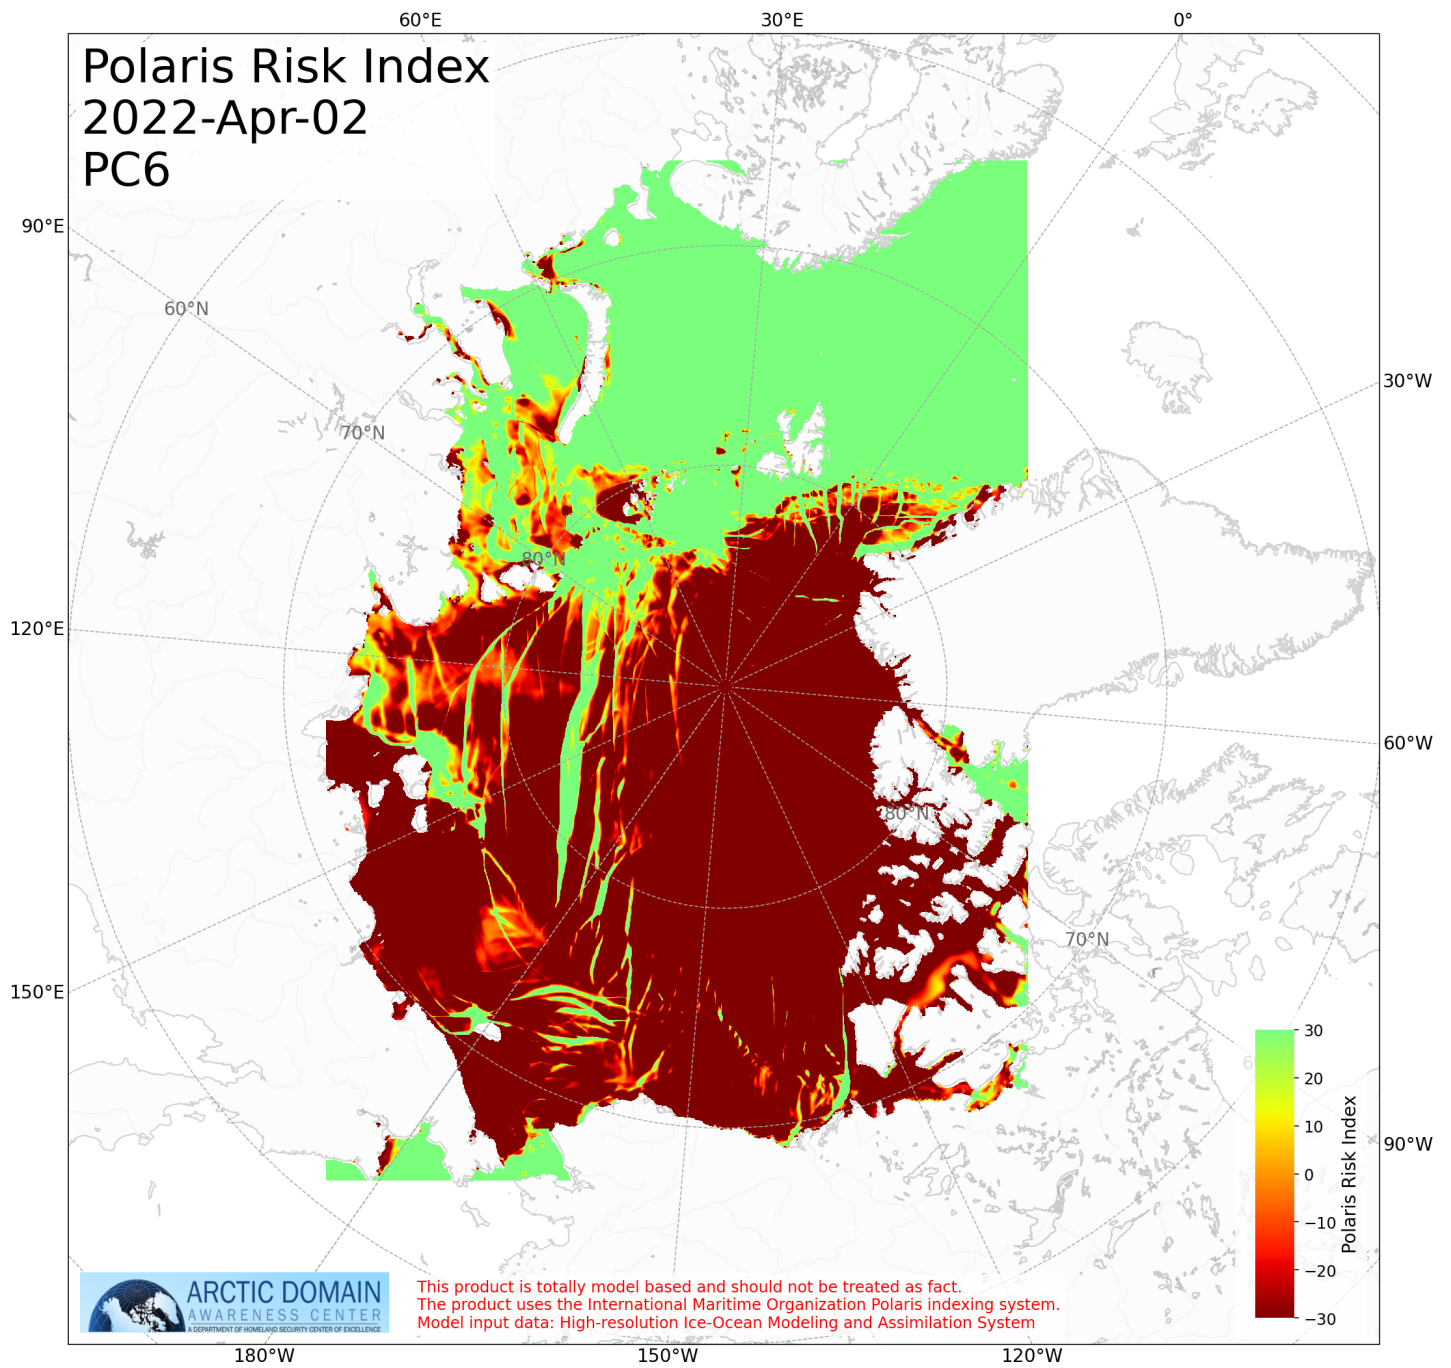 60°E 30°E 0°
Polaris Risk Index
2022-Apr-02
PC6
90°E
60°N
30°W
70°N
80°N
120°E
60°W
80°N
70°N
150°E
30
20
10
0
−10
−20
−30
Polaris Risk Index
90°W
ARCTIC DOMAIN
AWARENESS CENTER
A DEPARTMENT OF HOMELAND SECURITY CENTER OF EXCELLENCE
This product is totally model based and should not be treated as fact.
The product uses the International Maritime Organization Polaris indexing system.
Model input data: High-resolution Ice-Ocean Modeling and Assimilation System
180°W 150°W 120°W